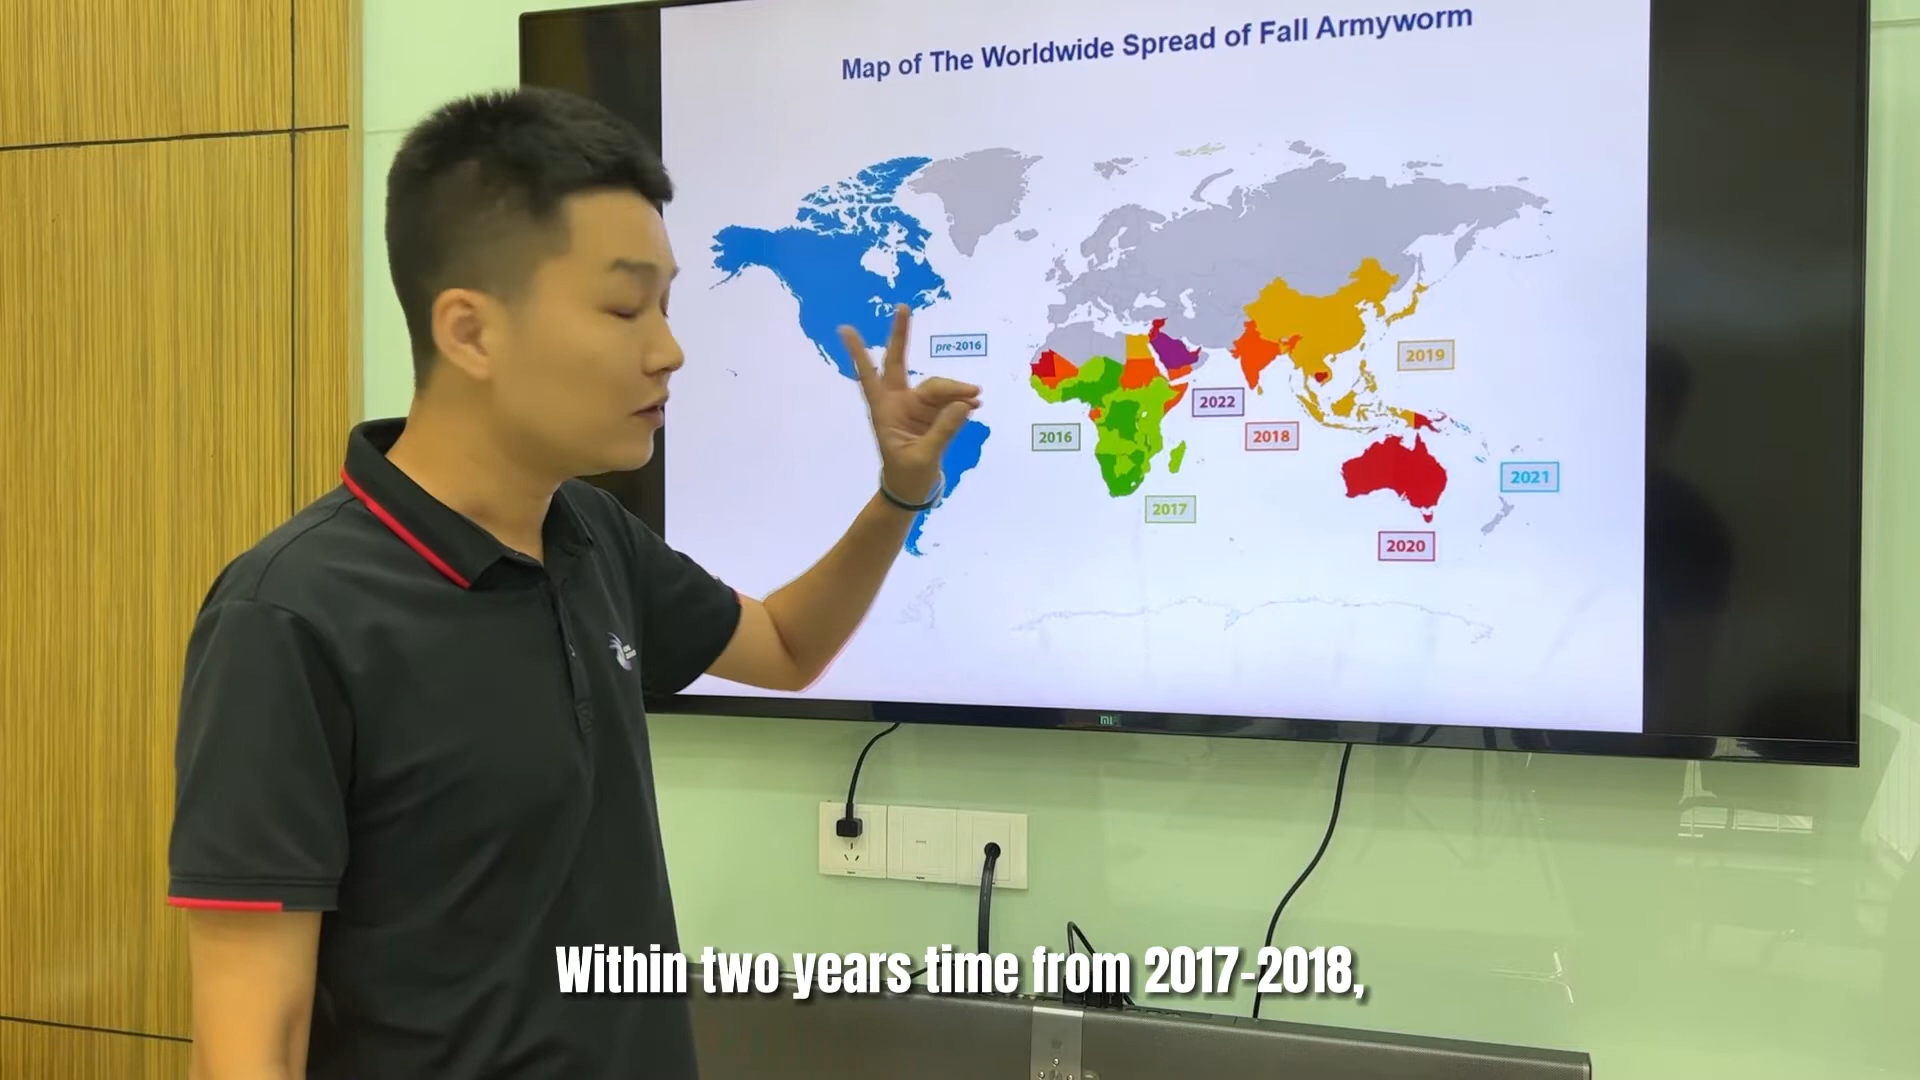 Map of The Worldwide Spread of Fall Armyworm
pre-2016
2019
2022
2016
2018
2021
2017
2020
mi
Within two years time from 2017-2018,